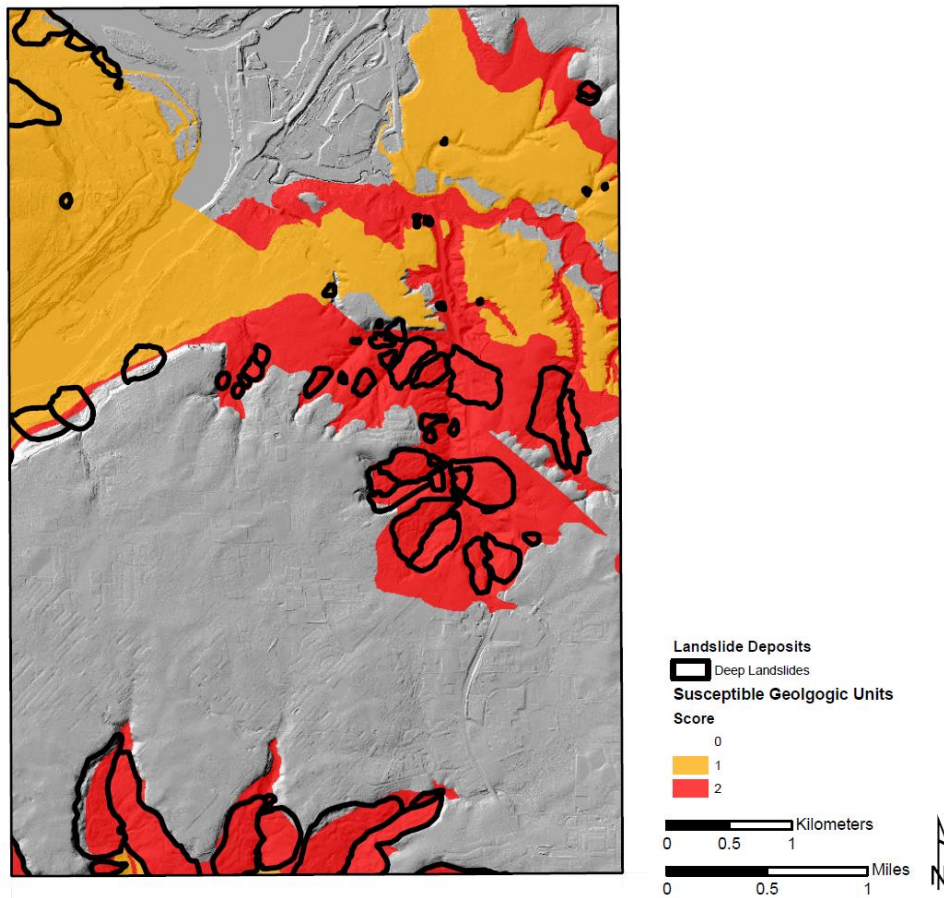 Landslide Deposits
Deep Landslides
Susceptible Geolgogic Units
Score
0
1
2
Kilometers
0 0.5 1
Miles
0 0.5 1
N